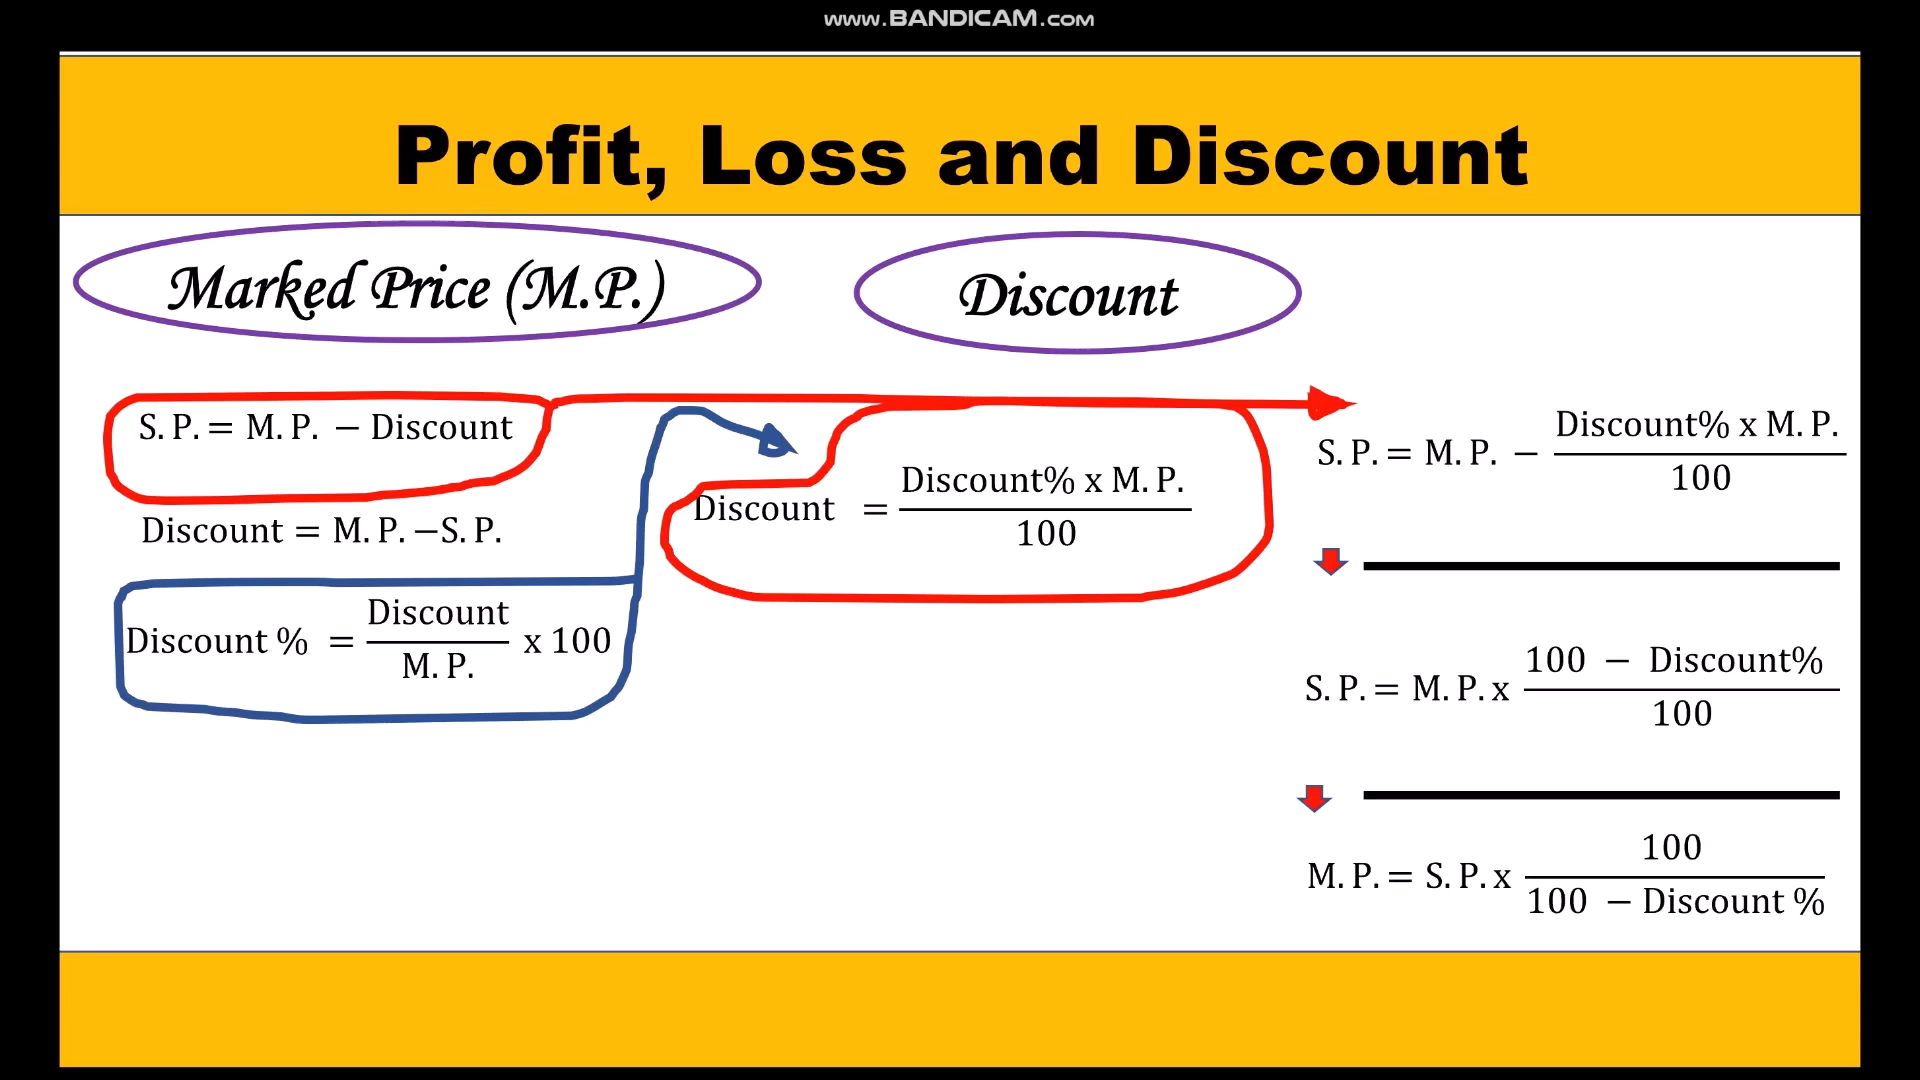 www.BANDICAM.com
Profit, Loss and Discount
Marked Price (M.P.)
Discount
S. P. = M. P. − Discount
Discount = M. P. −S. P.
Discount % = Discount / M. P. x 100
Discount = Discount% x M. P. / 100
S. P. = M. P. − Discount% x M. P. / 100
S. P. = M. P. x 100 − Discount% / 100
M. P. = S. P. x 100 / 100 − Discount %